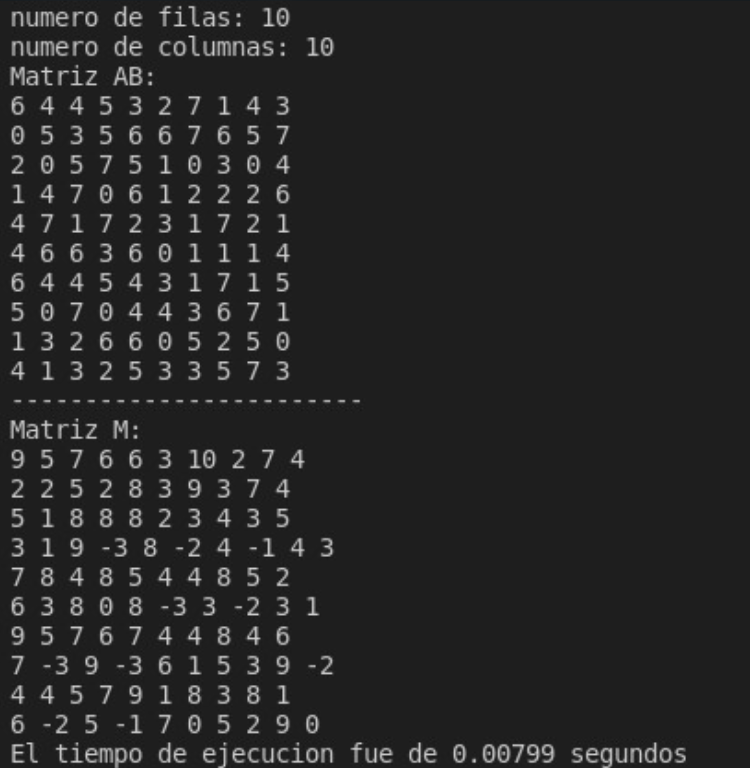 numero de filas: 10
numero de columnas: 10
Matriz AB:
6 4 4 5 3 2 7 1 4 3
0 5 3 5 6 6 7 6 5 7
2 0 5 7 5 1 0 3 0 4
1 4 7 0 6 1 2 2 2 6
4 7 1 7 2 3 1 7 2 1
4 6 6 3 6 0 1 1 1 4
6 4 4 5 4 3 1 7 1 5
5 0 7 0 4 4 3 6 7 1
1 3 2 6 6 0 5 2 5 0
4 1 3 2 5 3 3 5 7 3
------------------------
Matriz M:
9 5 7 6 6 3 10 2 7 4
2 2 5 2 8 3 9 3 7 4
5 1 8 8 8 2 3 4 3 5
3 1 9 -3 8 -2 4 -1 4 3
7 8 4 8 5 4 4 8 5 2
6 3 8 0 8 -3 3 -2 3 1
9 5 7 6 7 4 4 8 4 6
7 -3 9 -3 6 1 5 3 9 -2
4 4 5 7 9 1 8 3 8 1
6 -2 5 -1 7 0 5 2 9 0
El tiempo de ejecucion fue de 0.00799 segundos